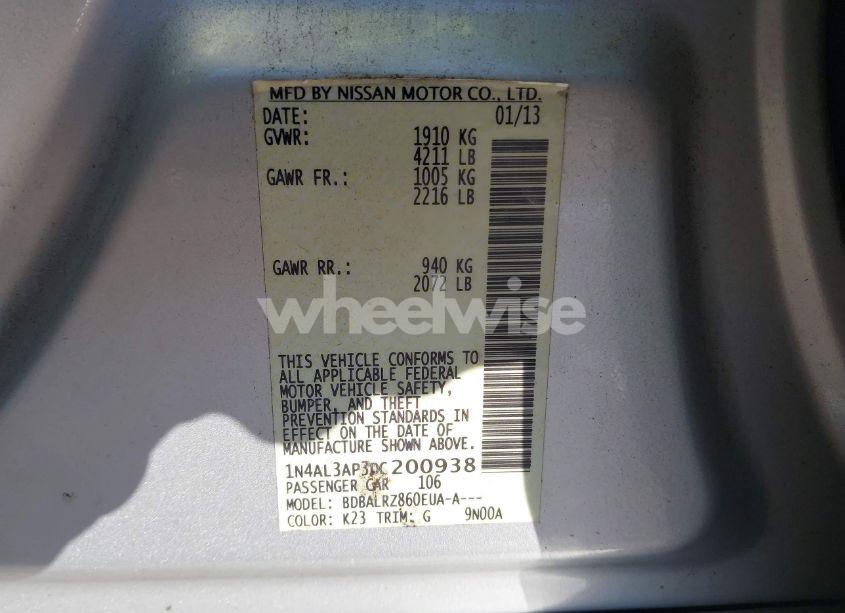 MFD BY NISSAN MOTOR CO., LTD.
DATE: 01/13
GVWR: 1910 KG
4211 LB
GAWR FR.: 1005 KG
2216 LB
GAWR RR.: 940 KG
2072 LB
wheelwise
THIS VEHICLE CONFORMS TO
ALL APPLICABLE FEDERAL
MOTOR VEHICLE SAFETY,
BUMPER, AND THEFT
PREVENTION STANDARDS IN
EFFECT ON THE DATE OF
MANUFACTURE SHOWN ABOVE.
1N4AL3AP3DC200938
PASSENGER CAR 106
MODEL: BDBALRZ860EUA-A---
COLOR: K23 TRIM: G 9N00A